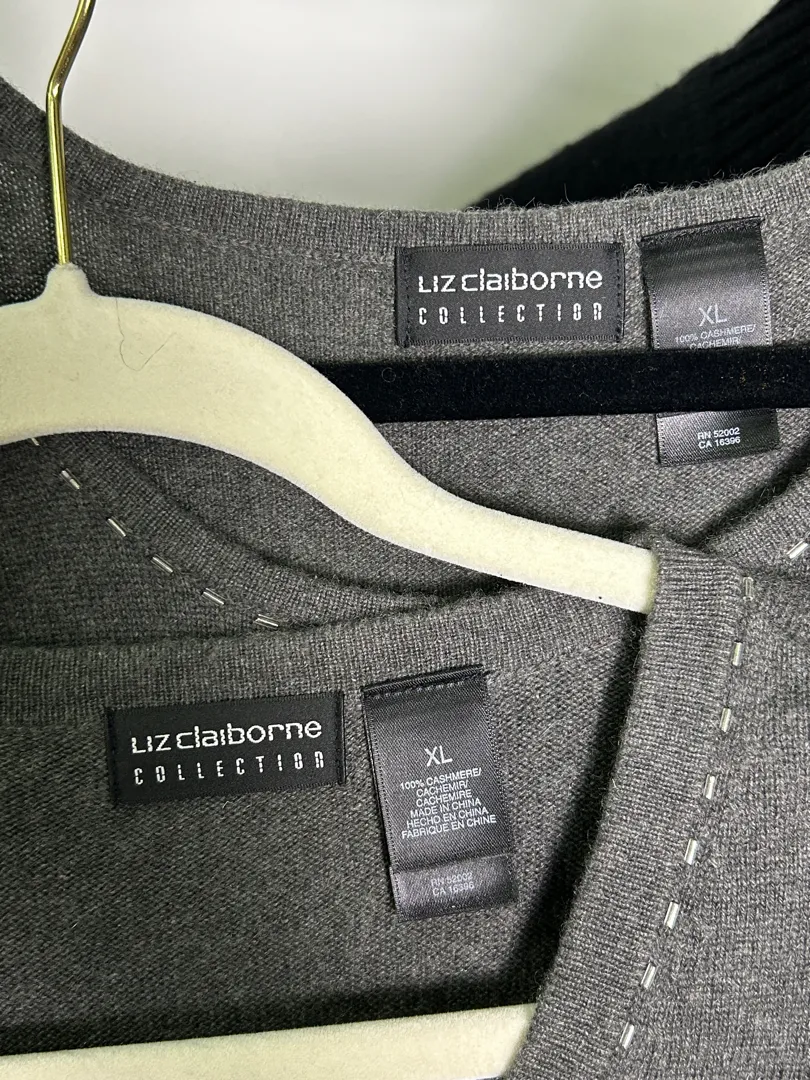 LIZ claiborne
COLLECTION
XL
100% CASHMERE/
CACHEMIR/
RN 52002
CA 16396
LIZ claiborne
COLLECTION
XL
100% CASHMERE/
CACHEMIR/
CACHEMIRE
MADE IN CHINA
HECHO EN CHINA
FABRIQUE EN CHINE
RN 52002
CA 16396